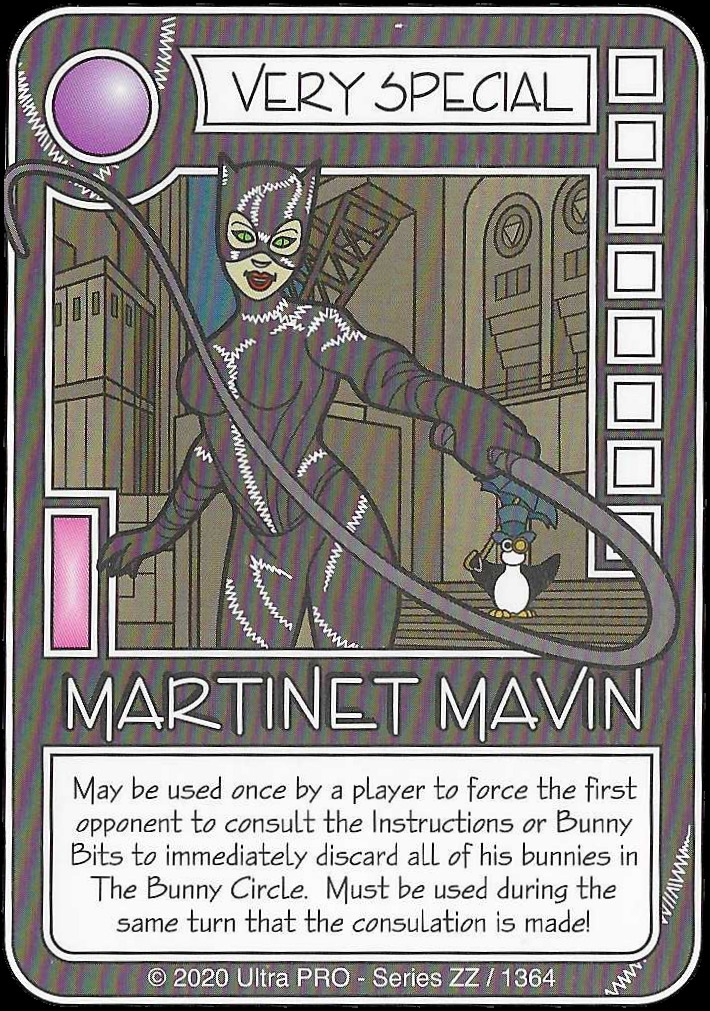 VERY SPECIAL
MARTINET MAVIN
May be used once by a player to force the first
opponent to consult the Instructions or Bunny
Bits to immediately discard all of his bunnies in
The Bunny Circle. Must be used during the
same turn that the consulation is made!
© 2020 Ultra PRO - Series ZZ / 1364